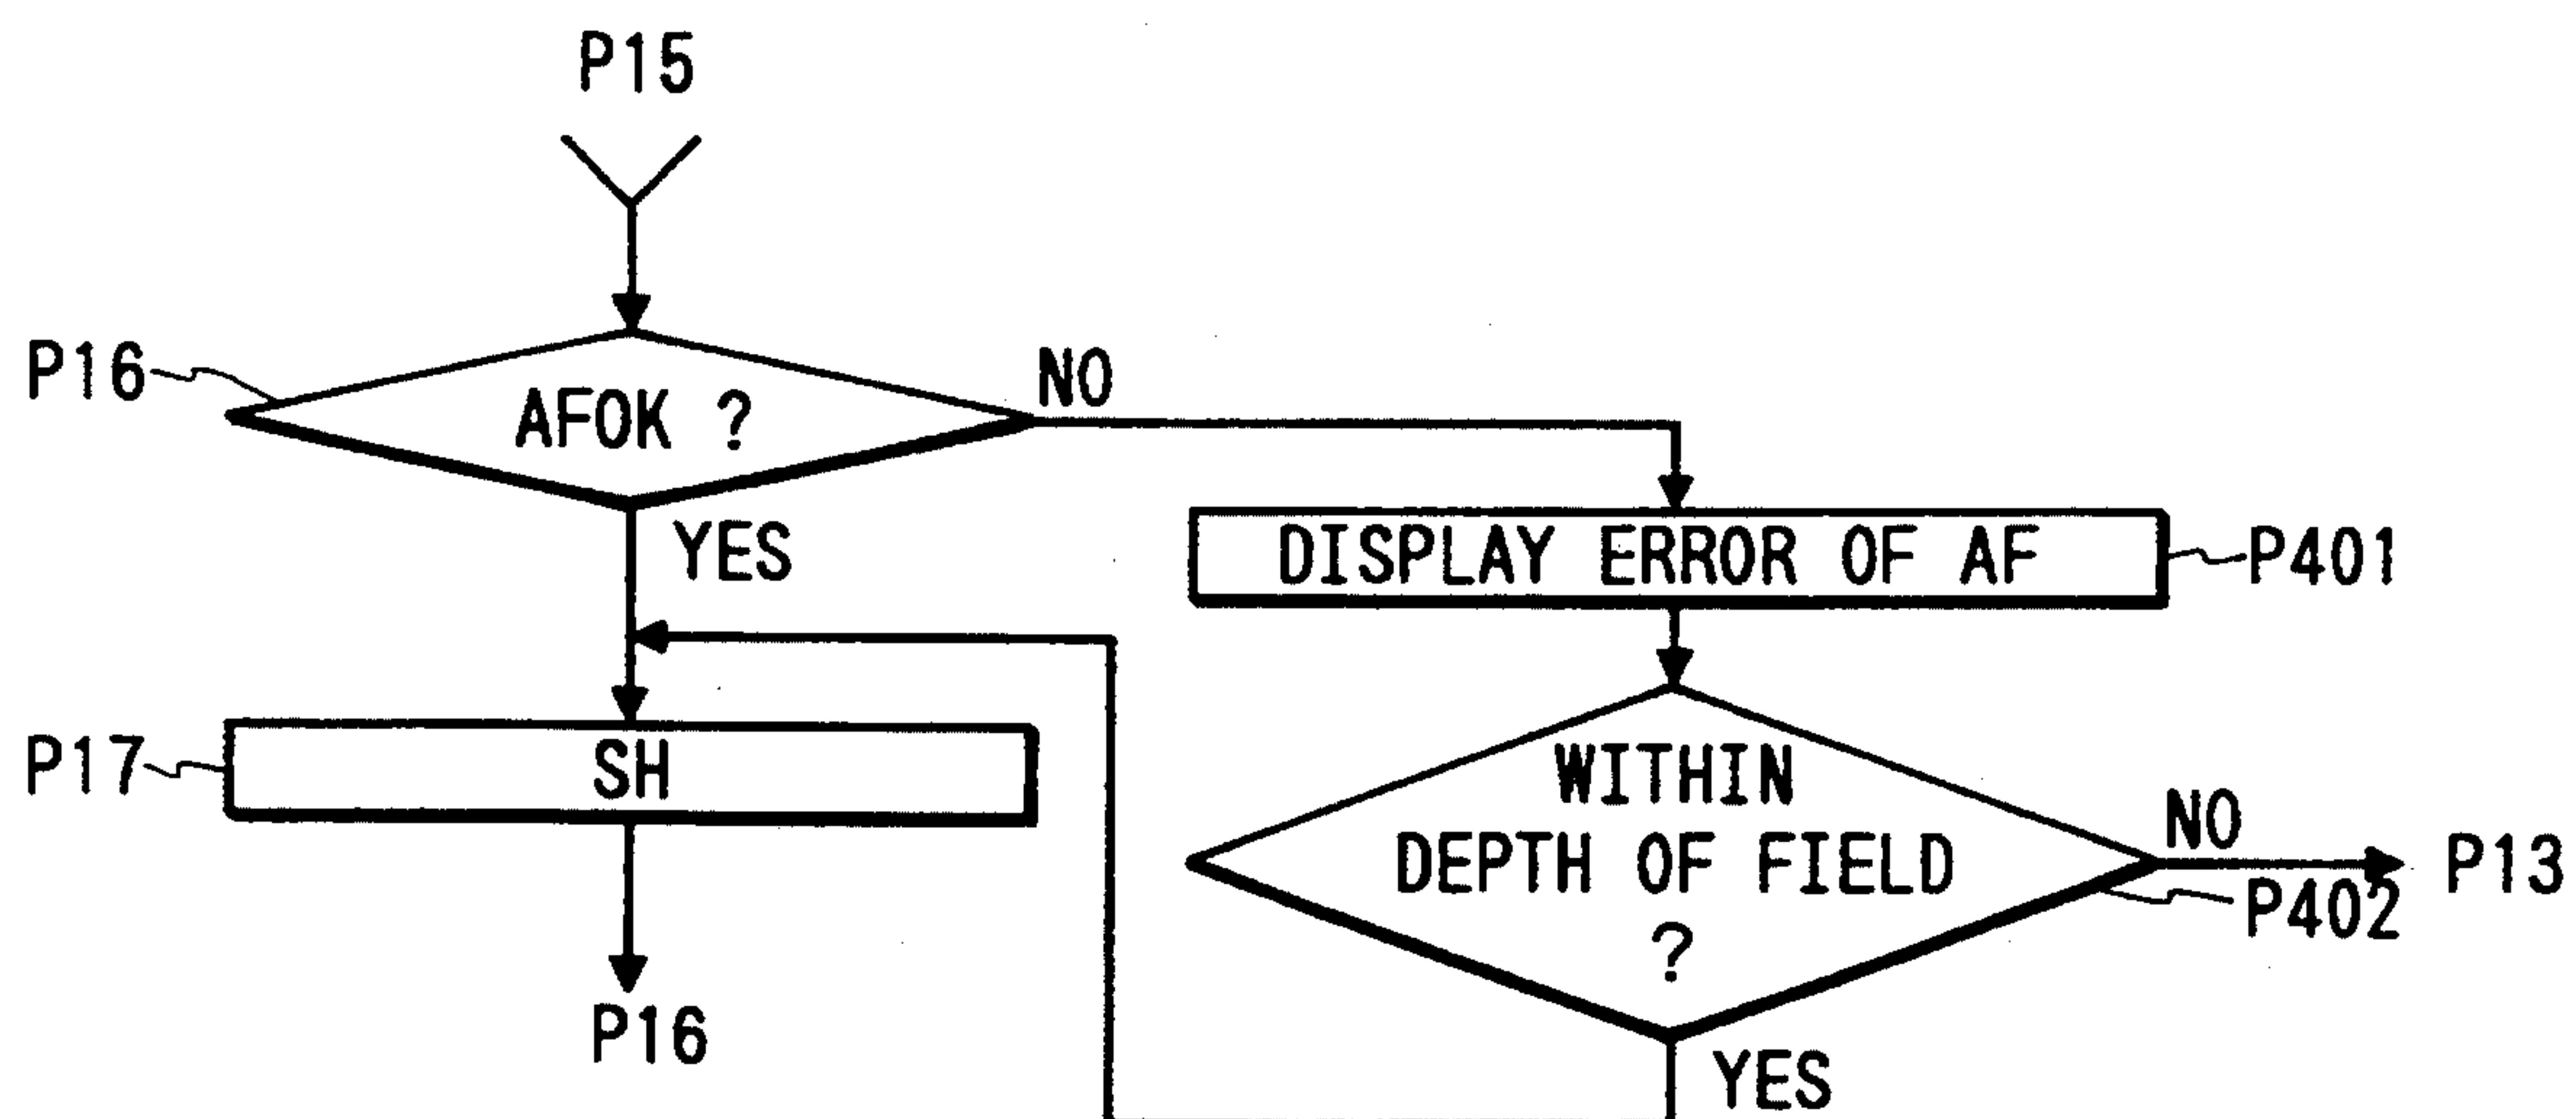 P15
P16
AFOK ?
NO
YES
DISPLAY ERROR OF AF
P401
P17
SH
WITHIN
DEPTH OF FIELD
?
NO
P13
P402
P16
YES